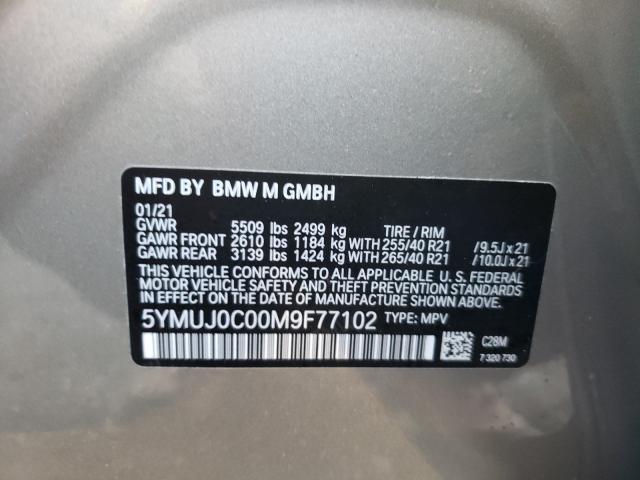 MFD BY BMW M GMBH
01/21
GVWR 5509 lbs 2499 kg TIRE / RIM
GAWR FRONT 2610 lbs 1184 kg WITH 255/40 R21 /9.5J x 21
GAWR REAR 3139 lbs 1424 kg WITH 265/40 R21 /10.0J x 21
THIS VEHICLE CONFORMS TO ALL APPLICABLE U. S. FEDERAL
MOTOR VEHICLE SAFETY AND THEFT PREVENTION STANDARDS
IN EFFECT ON THE DATE OF MANUFACTURE SHOWN ABOVE.
5YMUJ0C00M9F77102 TYPE: MPV
C28M
7 320 730